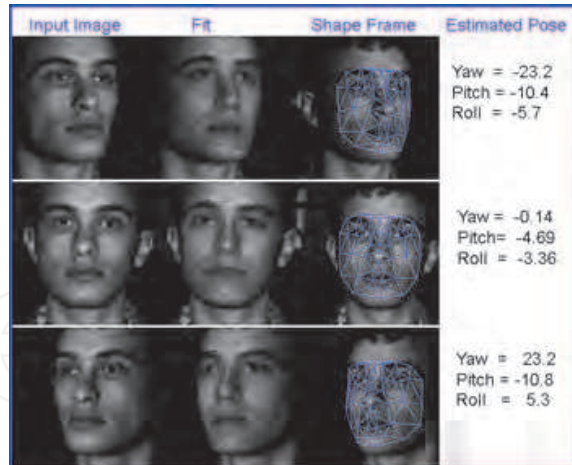 Input Image Fit Shape Frame Estimated Pose
Yaw = -23.2
Pitch = -10.4
Roll = -5.7
Yaw = -0.14
Pitch= -4.69
Roll = -3.36
Yaw = 23.2
Pitch = -10.8
Roll = 5.3